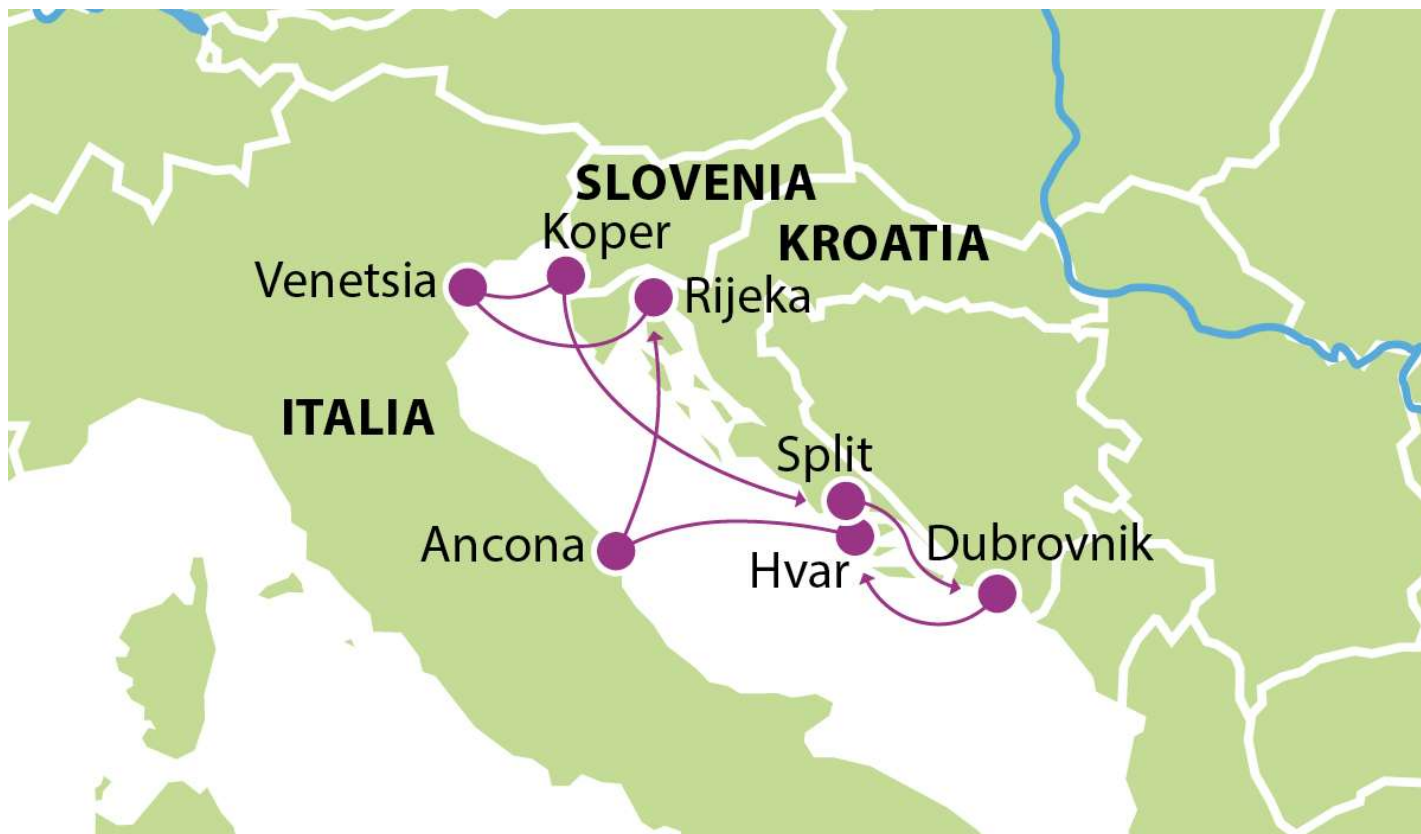 SLOVENIA
Koper
KROATIA
Venetsia
Rijeka
ITALIA
Split
Ancona
Dubrovnik
Hvar